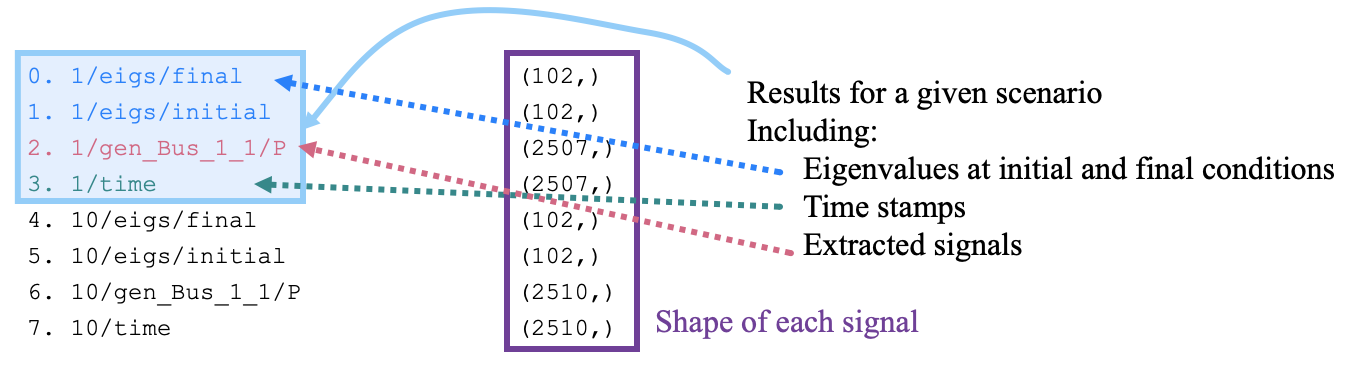 0. 1/eigs/final (102,)
1. 1/eigs/initial (102,)
2. 1/gen_Bus_1_1/P (2507,)
3. 1/time (2507,)
4. 10/eigs/final (102,)
5. 10/eigs/initial (102,)
6. 10/gen_Bus_1_1/P (2510,)
7. 10/time (2510,)
Results for a given scenario
Including:
Eigenvalues at initial and final conditions
Time stamps
Extracted signals
Shape of each signal